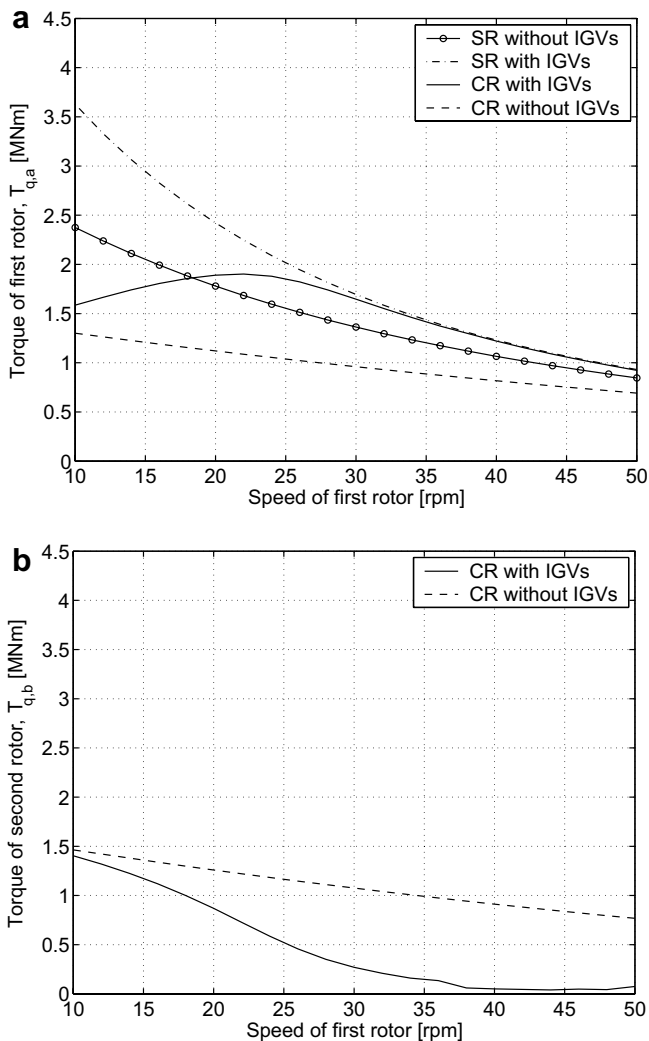 a
4.5
4
3.5
3
2.5
2
1.5
1
0.5
0
Torque of first rotor, T_{q,a} [MNm]
SR without IGVs
SR with IGVs
CR with IGVs
CR without IGVs
10 15 20 25 30 35 40 45 50
Speed of first rotor [rpm]
b
4.5
4
3.5
3
2.5
2
1.5
1
0.5
0
Torque of second rotor, T_{q,b} [MNm]
CR with IGVs
CR without IGVs
10 15 20 25 30 35 40 45 50
Speed of first rotor [rpm]